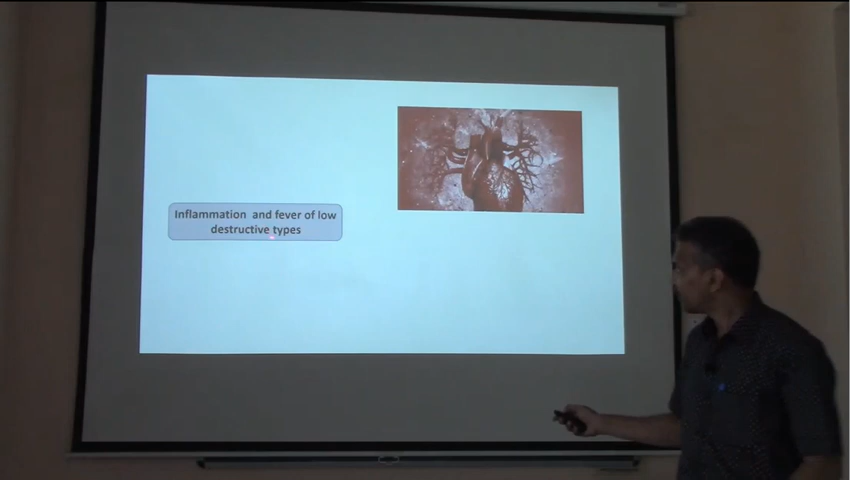 Inflammation and fever of low
destructive types